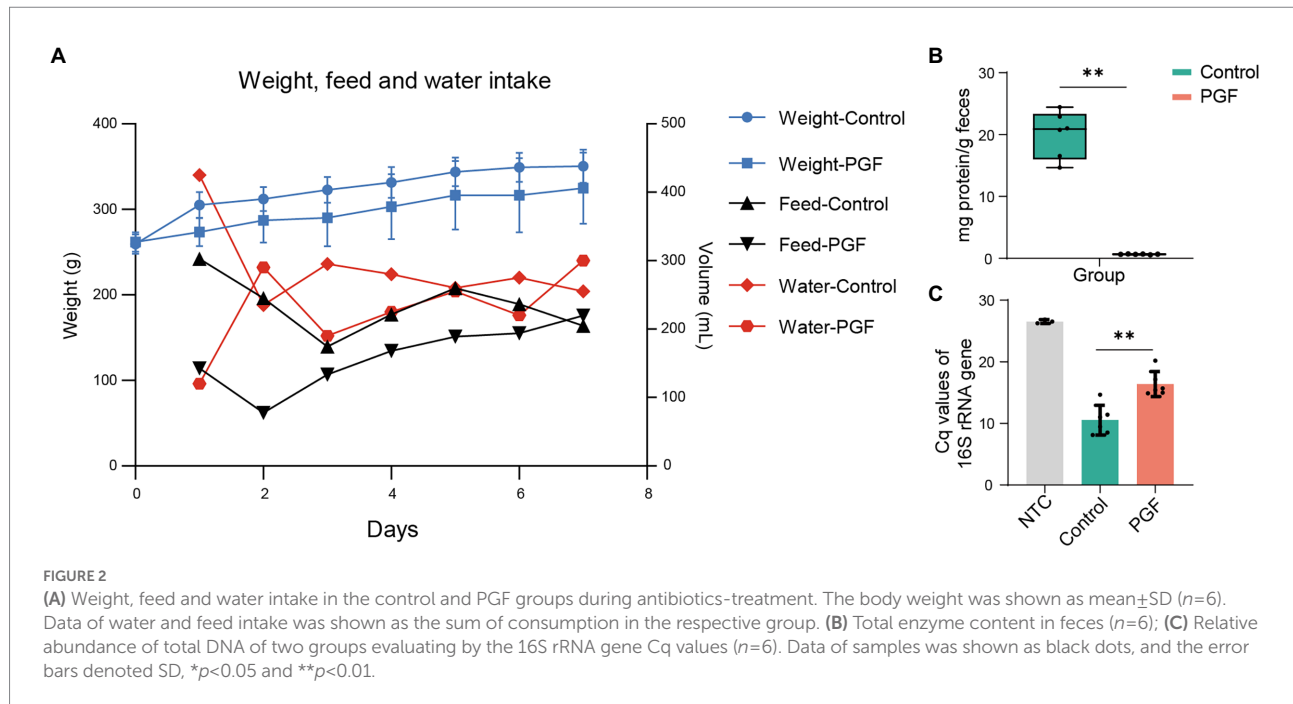 A
Weight, feed and water intake
400
300
200
100
0
Weight (g)
0
2
4
6
8
Days
500
400
300
200
100
0
Volume (mL)
Weight-Control
Weight-PGF
Feed-Control
Feed-PGF
Water-Control
Water-PGF
B
30
20
10
0
mg protein/g feces
**
Group
Control
PGF
C
30
20
10
0
Cq values of
16S rRNA gene
**
NTC
Control
PGF
FIGURE 2
(A) Weight, feed and water intake in the control and PGF groups during antibiotics-treatment. The body weight was shown as mean±SD (n=6).
Data of water and feed intake was shown as the sum of consumption in the respective group. (B) Total enzyme content in feces (n=6); (C) Relative
abundance of total DNA of two groups evaluating by the 16S rRNA gene Cq values (n=6). Data of samples was shown as black dots, and the error
bars denoted SD, *p<0.05 and **p<0.01.